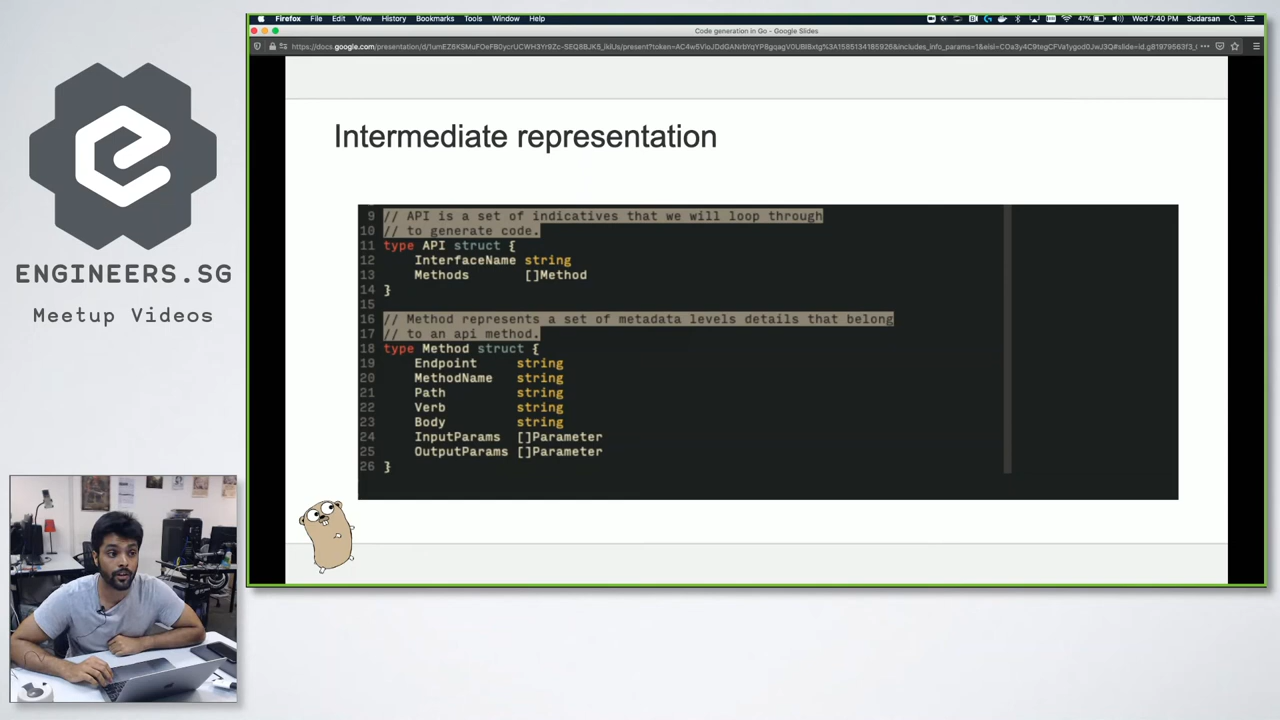 Firefox File Edit View History Bookmarks Tools Window Help
47% Wed 7:40 PM Sudarsan
Code generation in Go - Google Slides
ENGINEERS.SG
Meetup Videos
Intermediate representation
9 // API is a set of indicatives that we will loop through
10 // to generate code.
11 type API struct {
12 InterfaceName string
13 Methods []Method
14 }
15
16 // Method represents a set of metadata levels details that belong
17 // to an api method.
18 type Method struct {
19 Endpoint string
20 MethodName string
21 Path string
22 Verb string
23 Body string
24 InputParams []Parameter
25 OutputParams []Parameter
26 }